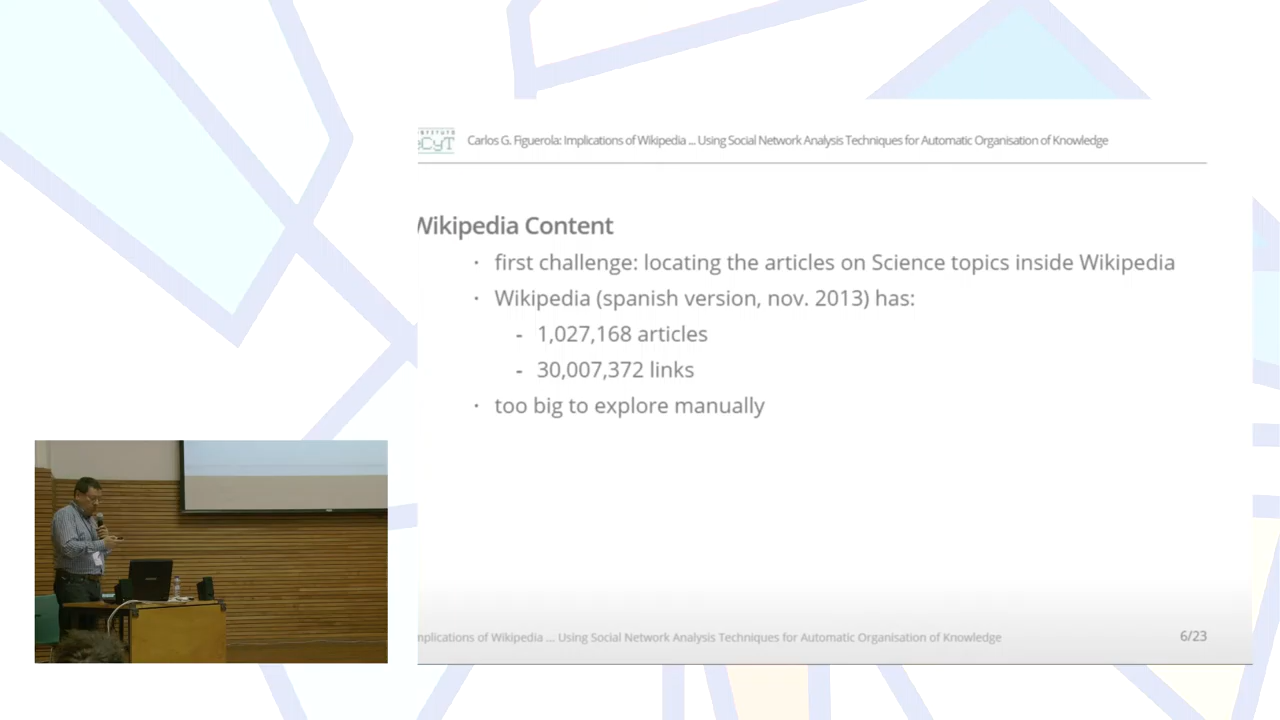 Carlos G. Figuerola: Implications of Wikipedia ... Using Social Network Analysis Techniques for Automatic Organisation of Knowledge
Wikipedia Content
· first challenge: locating the articles on Science topics inside Wikipedia
· Wikipedia (spanish version, nov. 2013) has:
- 1,027,168 articles
- 30,007,372 links
· too big to explore manually
mplications of Wikipedia ... Using Social Network Analysis Techniques for Automatic Organisation of Knowledge
6/23